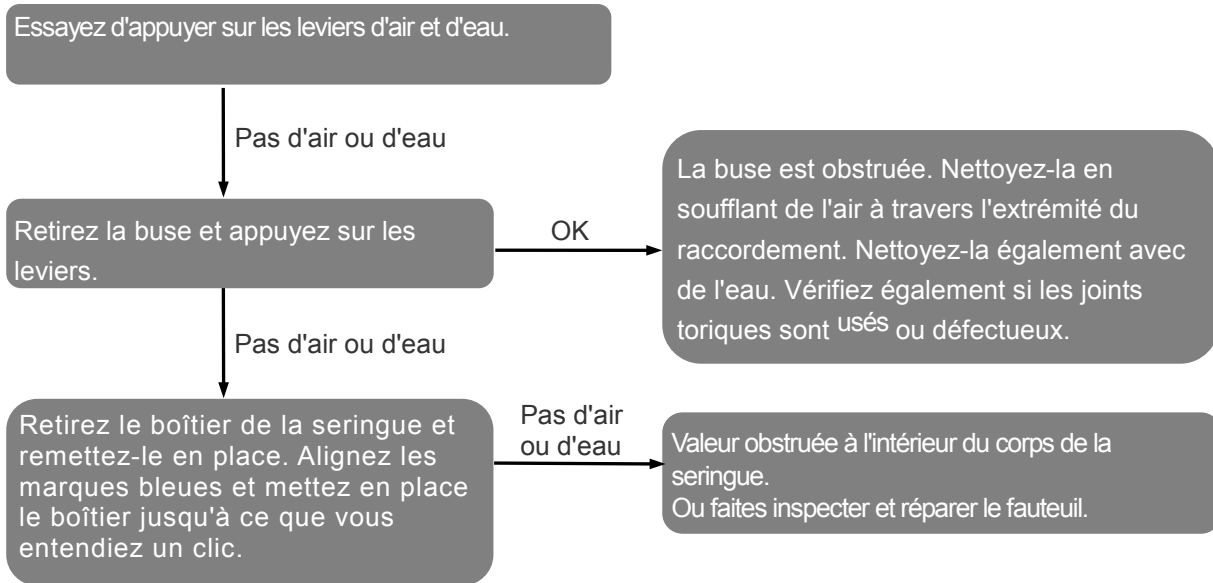 Essayez d'appuyer sur les leviers d'air et d'eau.
Pas d'air ou d'eau
Retirez la buse et appuyez sur les
leviers.
OK
La buse est obstruée. Nettoyez-la en
soufflant de l'air à travers l'extrémité du
raccordement. Nettoyez-la également avec
de l'eau. Vérifiez également si les joints
toriques sont usés ou défectueux.
Pas d'air ou d'eau
Retirez le boîtier de la seringue et
remettez-le en place. Alignez les
marques bleues et mettez en place
le boîtier jusqu'à ce que vous
entendiez un clic.
Pas d'air
ou d'eau
Valeur obstruée à l'intérieur du corps de la
seringue.
Ou faites inspecter et réparer le fauteuil.